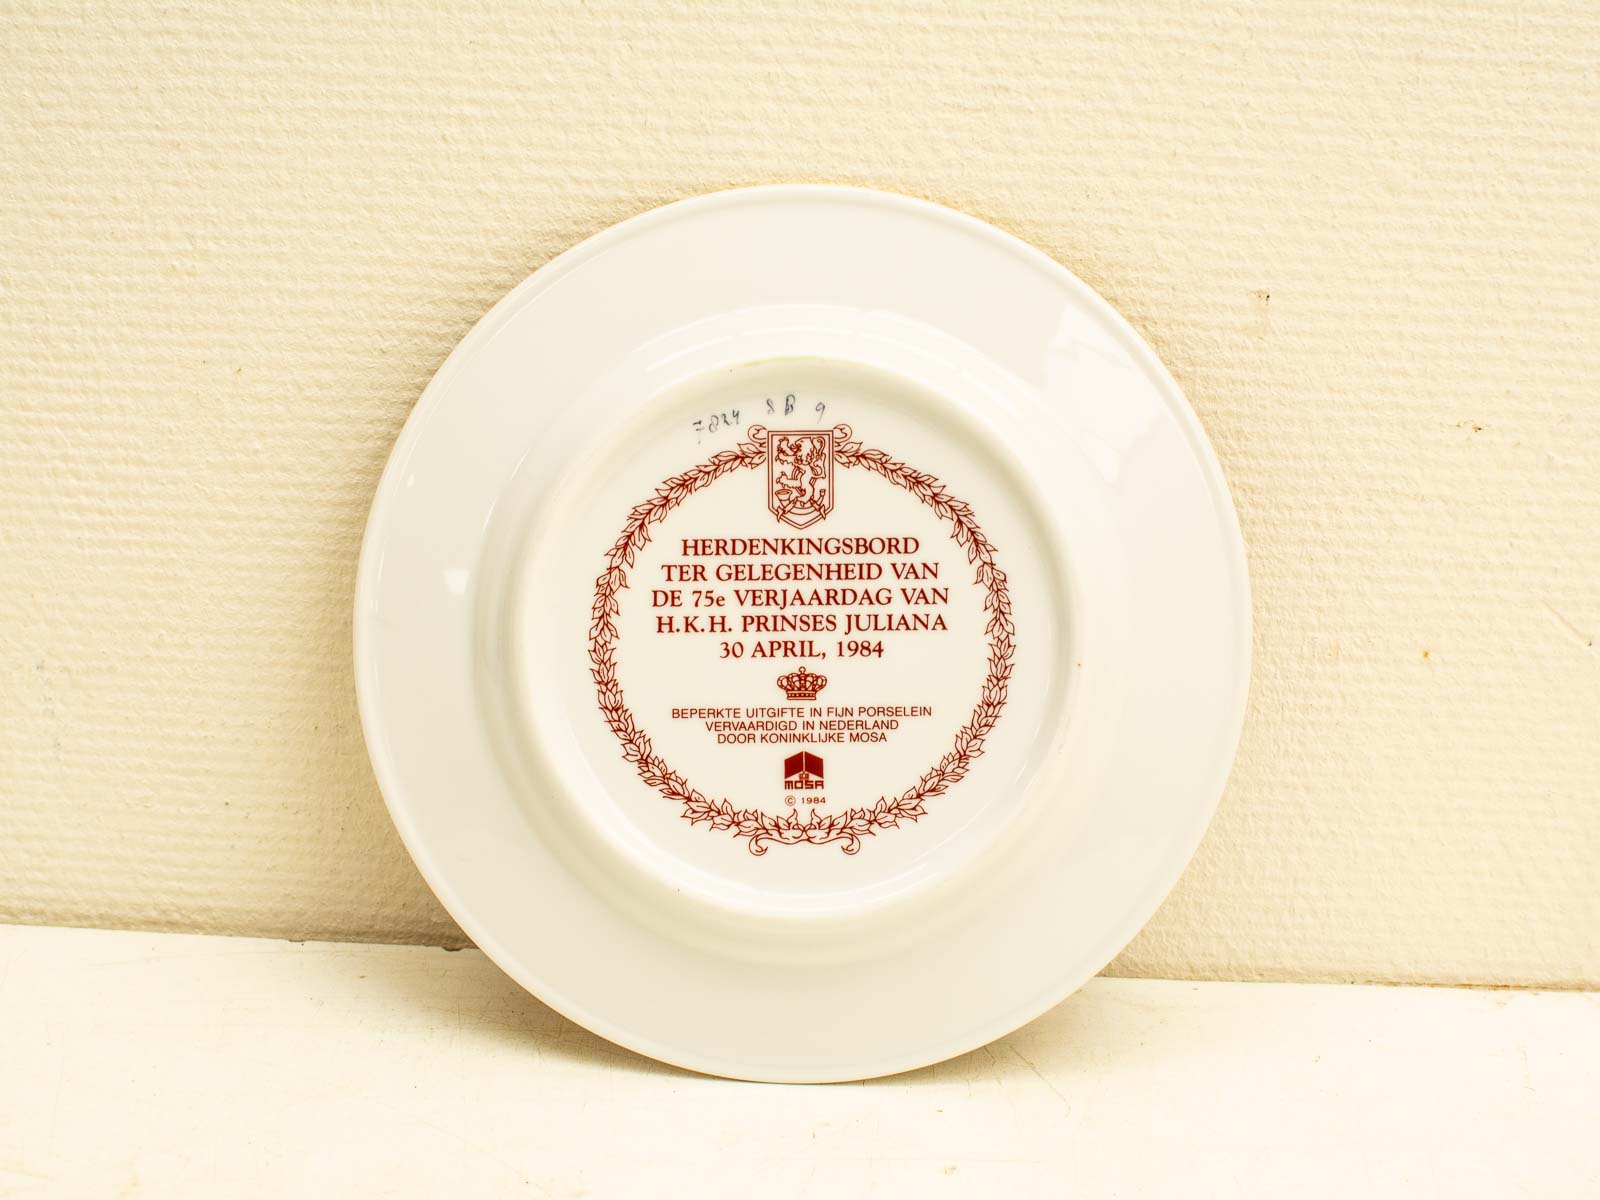 7824 8B 9
HERDENKINGSBORD
TER GELEGENHEID VAN
DE 75e VERJAARDAG VAN
H.K.H. PRINSES JULIANA
30 APRIL, 1984
BEPERKTE UITGIFTE IN FIJN PORSELEIN
VERVAARDIGD IN NEDERLAND
DOOR KONINKLIJKE MOSA
MOSA
© 1984